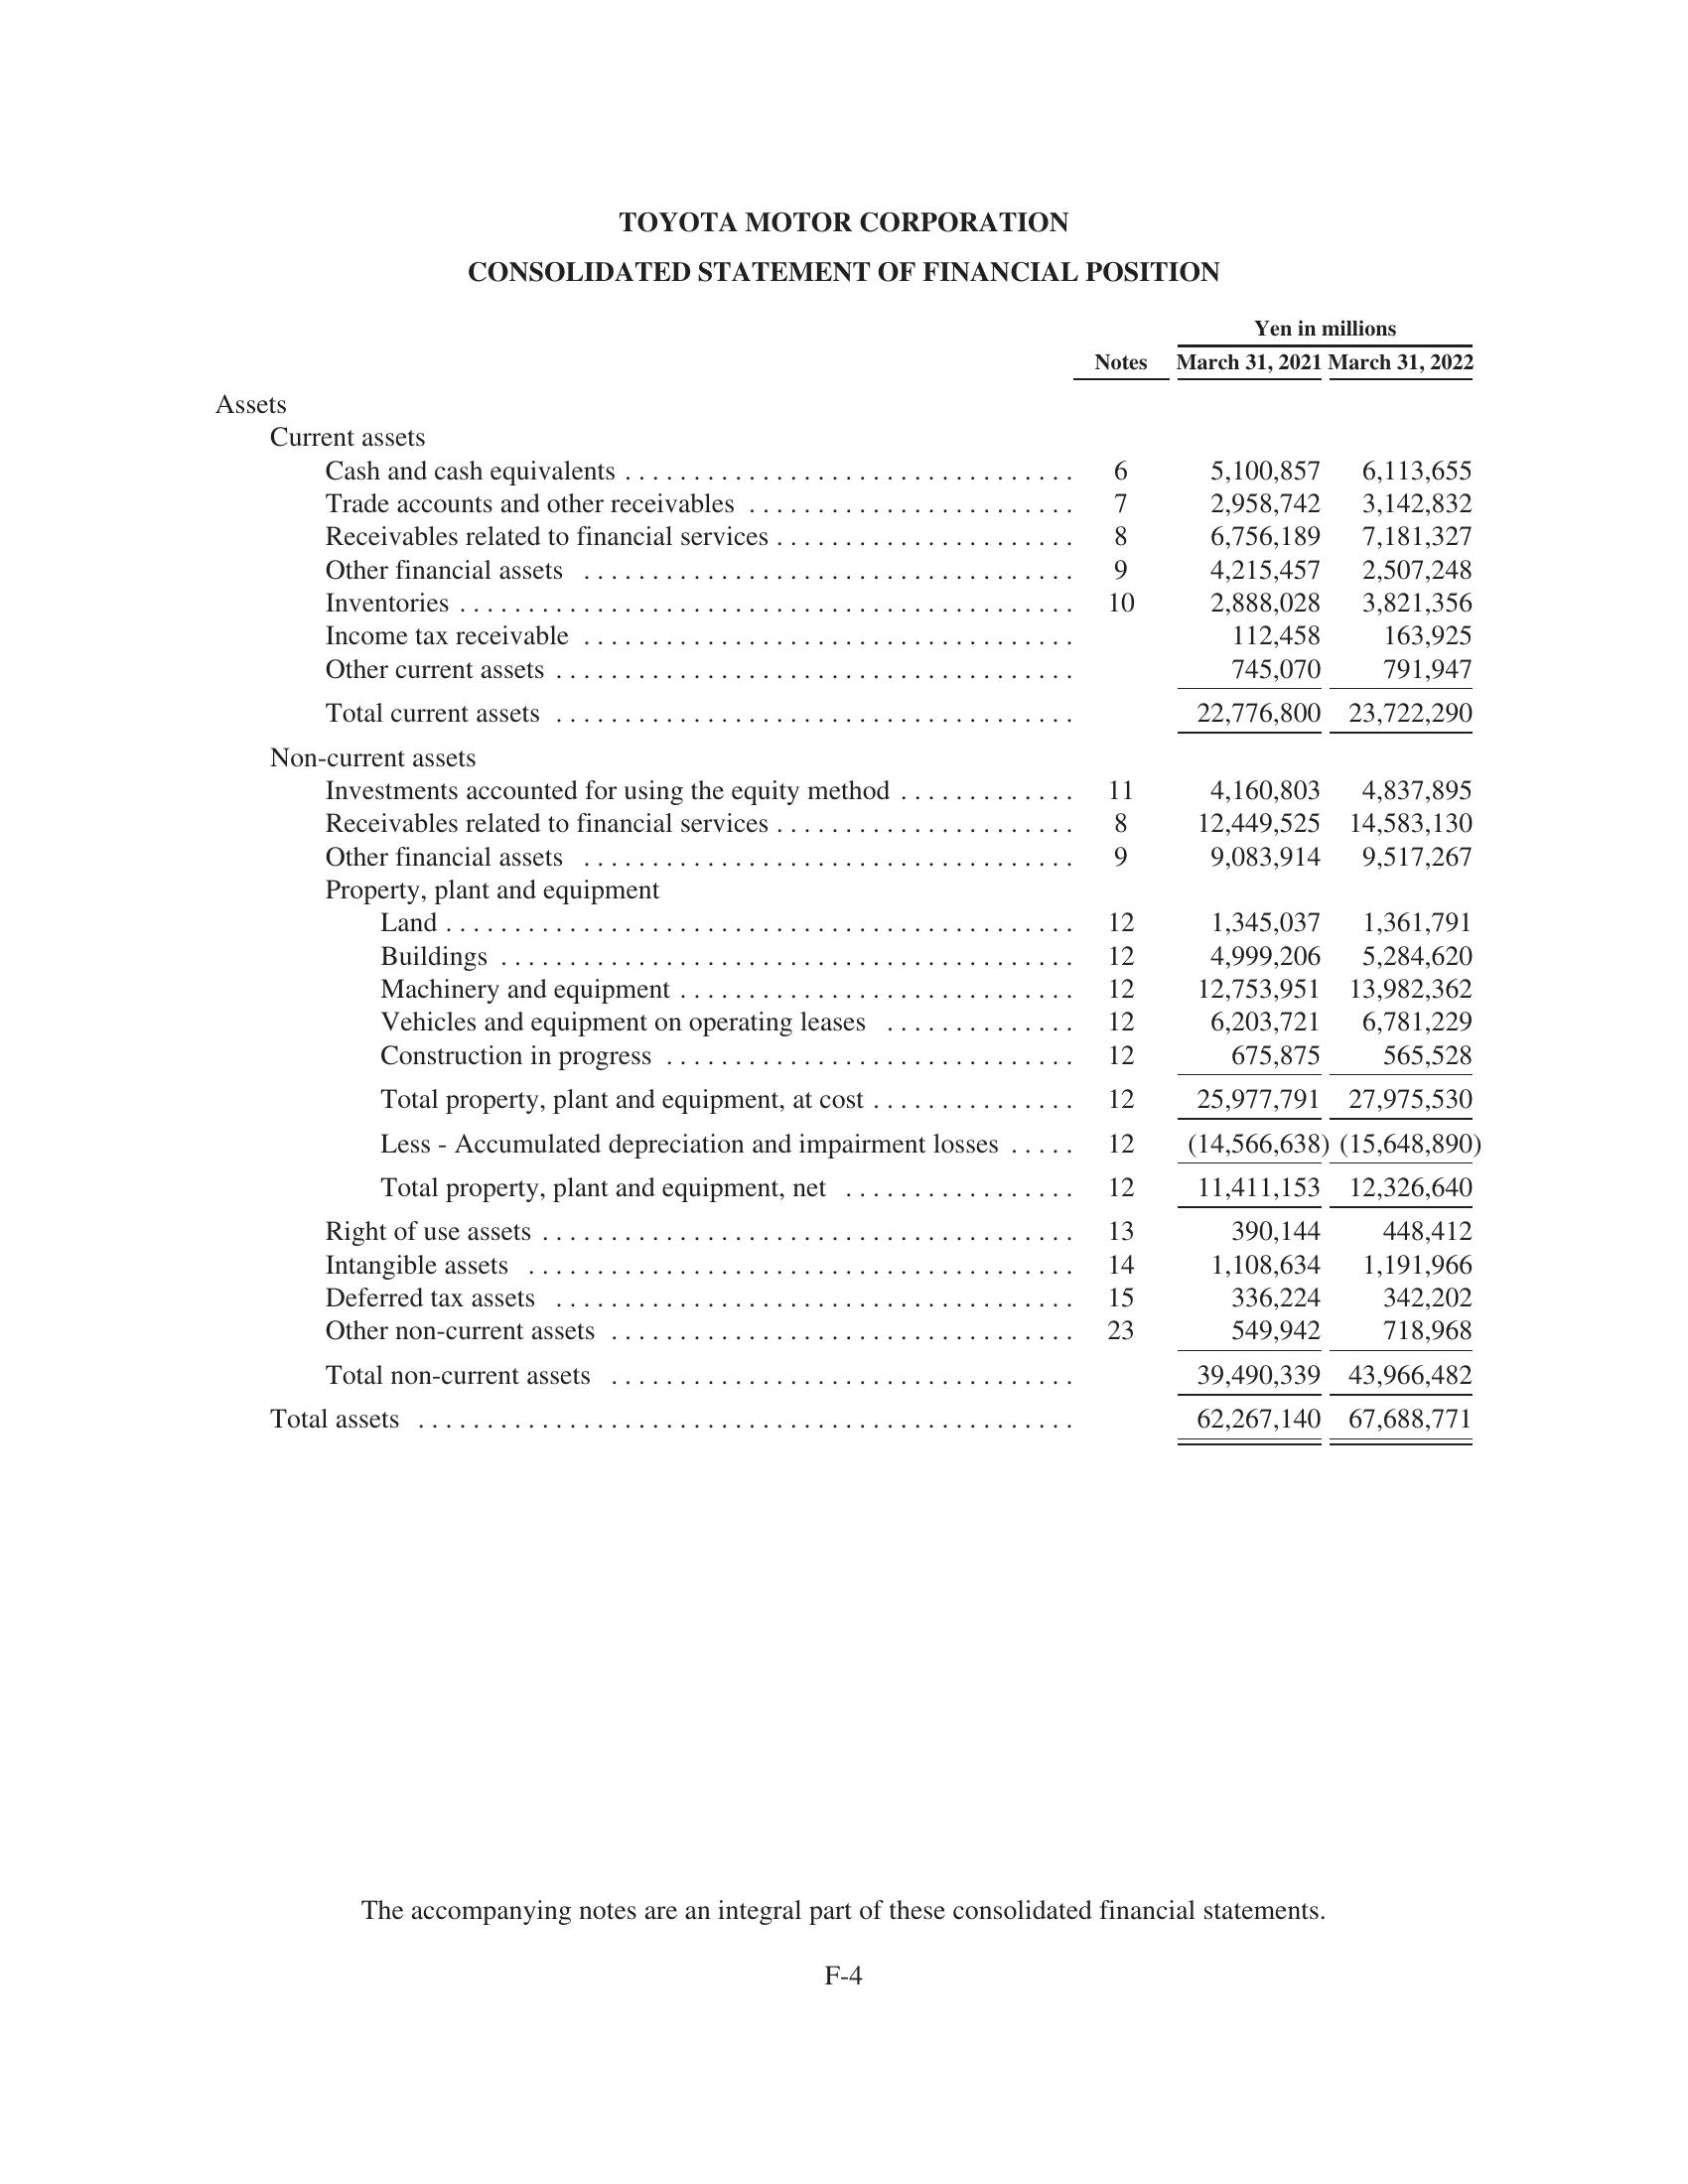 TOYOTA MOTOR CORPORATION
CONSOLIDATED STATEMENT OF FINANCIAL POSITION
Yen in millions
Notes March 31, 2021 March 31, 2022
Assets
Current assets
Cash and cash equivalents . . . . . . . . . . . . . . . . . . . . . . . . . . . . . . . . . 6 5,100,857 6,113,655
Trade accounts and other receivables . . . . . . . . . . . . . . . . . . . . . . . . 7 2,958,742 3,142,832
Receivables related to financial services . . . . . . . . . . . . . . . . . . . . . . 8 6,756,189 7,181,327
Other financial assets . . . . . . . . . . . . . . . . . . . . . . . . . . . . . . . . . . . . 9 4,215,457 2,507,248
Inventories . . . . . . . . . . . . . . . . . . . . . . . . . . . . . . . . . . . . . . . . . . . . . 10 2,888,028 3,821,356
Income tax receivable . . . . . . . . . . . . . . . . . . . . . . . . . . . . . . . . . . . . 112,458 163,925
Other current assets . . . . . . . . . . . . . . . . . . . . . . . . . . . . . . . . . . . . . . 745,070 791,947
Total current assets . . . . . . . . . . . . . . . . . . . . . . . . . . . . . . . . . . . . . . 22,776,800 23,722,290
Non-current assets
Investments accounted for using the equity method . . . . . . . . . . . . . 11 4,160,803 4,837,895
Receivables related to financial services . . . . . . . . . . . . . . . . . . . . . . 8 12,449,525 14,583,130
Other financial assets . . . . . . . . . . . . . . . . . . . . . . . . . . . . . . . . . . . . 9 9,083,914 9,517,267
Property, plant and equipment
Land . . . . . . . . . . . . . . . . . . . . . . . . . . . . . . . . . . . . . . . . . . . . . . 12 1,345,037 1,361,791
Buildings . . . . . . . . . . . . . . . . . . . . . . . . . . . . . . . . . . . . . . . . . . 12 4,999,206 5,284,620
Machinery and equipment . . . . . . . . . . . . . . . . . . . . . . . . . . . . . 12 12,753,951 13,982,362
Vehicles and equipment on operating leases . . . . . . . . . . . . . . 12 6,203,721 6,781,229
Construction in progress . . . . . . . . . . . . . . . . . . . . . . . . . . . . . . 12 675,875 565,528
Total property, plant and equipment, at cost . . . . . . . . . . . . . . . 12 25,977,791 27,975,530
Less - Accumulated depreciation and impairment losses . . . . . 12 (14,566,638) (15,648,890)
Total property, plant and equipment, net . . . . . . . . . . . . . . . . . 12 11,411,153 12,326,640
Right of use assets . . . . . . . . . . . . . . . . . . . . . . . . . . . . . . . . . . . . . . . 13 390,144 448,412
Intangible assets . . . . . . . . . . . . . . . . . . . . . . . . . . . . . . . . . . . . . . . . 14 1,108,634 1,191,966
Deferred tax assets . . . . . . . . . . . . . . . . . . . . . . . . . . . . . . . . . . . . . . 15 336,224 342,202
Other non-current assets . . . . . . . . . . . . . . . . . . . . . . . . . . . . . . . . . . 23 549,942 718,968
Total non-current assets . . . . . . . . . . . . . . . . . . . . . . . . . . . . . . . . . . 39,490,339 43,966,482
Total assets . . . . . . . . . . . . . . . . . . . . . . . . . . . . . . . . . . . . . . . . . . . . . . . . 62,267,140 67,688,771
The accompanying notes are an integral part of these consolidated financial statements.
F-4